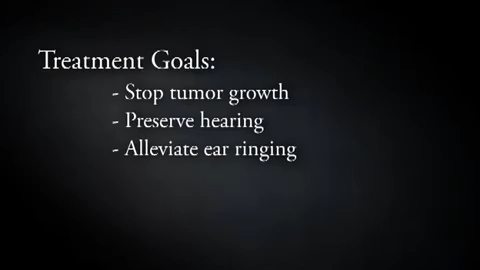 Treatment Goals:
- Stop tumor growth
- Preserve hearing
- Alleviate ear ringing